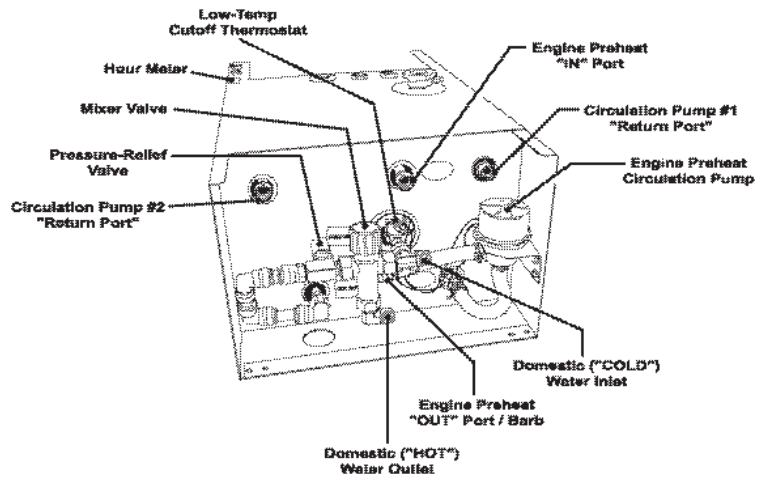 Low-Temp
Cutoff Thermostat
Engine Preheat
"IN" Port
Hour Meter
Circulation Pump #1
"Return Port"
Mixer Valve
Pressure-Relief
Valve
Engine Preheat
Circulation Pump
Circulation Pump #2
"Return Port"
Domestic ("COLD")
Water Inlet
Engine Preheat
"OUT" Port / Barb
Domestic ("HOT")
Water Outlet